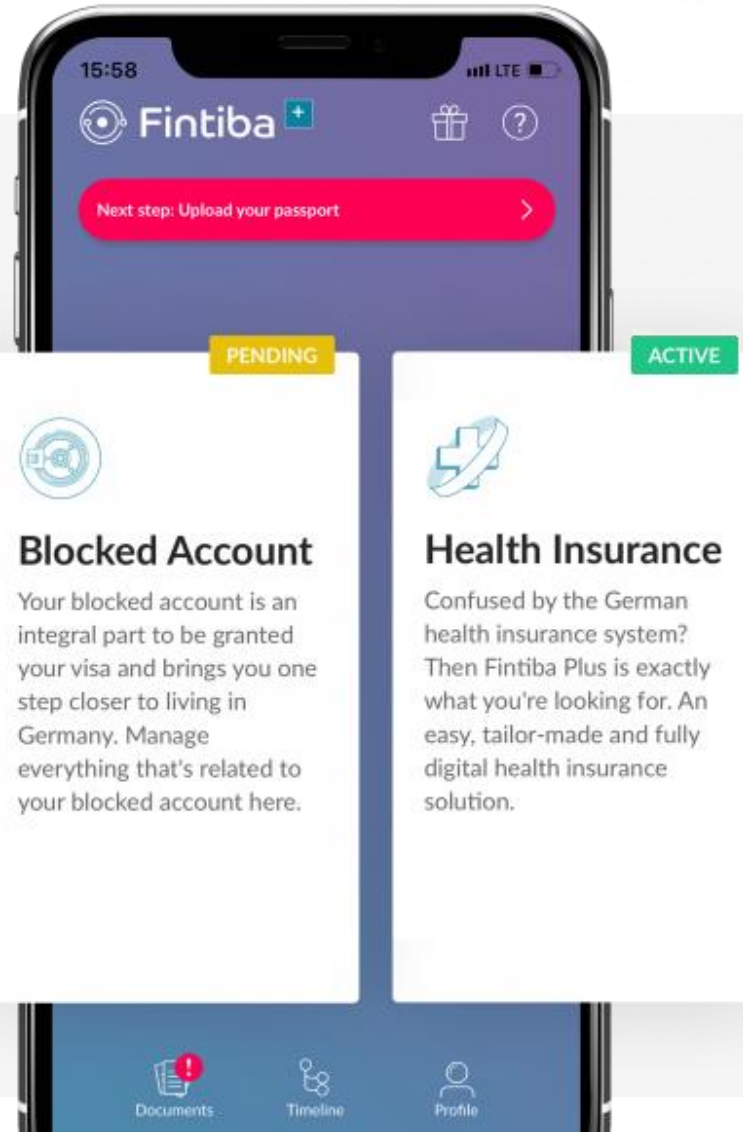 15:58
LTE
Fintiba +
?
Next step: Upload your passport
PENDING
ACTIVE
Blocked Account
Your blocked account is an
integral part to be granted
your visa and brings you one
step closer to living in
Germany. Manage
everything that's related to
your blocked account here.
Health Insurance
Confused by the German
health insurance system?
Then Fintiba Plus is exactly
what you're looking for. An
easy, tailor-made and fully
digital health insurance
solution.
!
Documents
Timeline
Profile